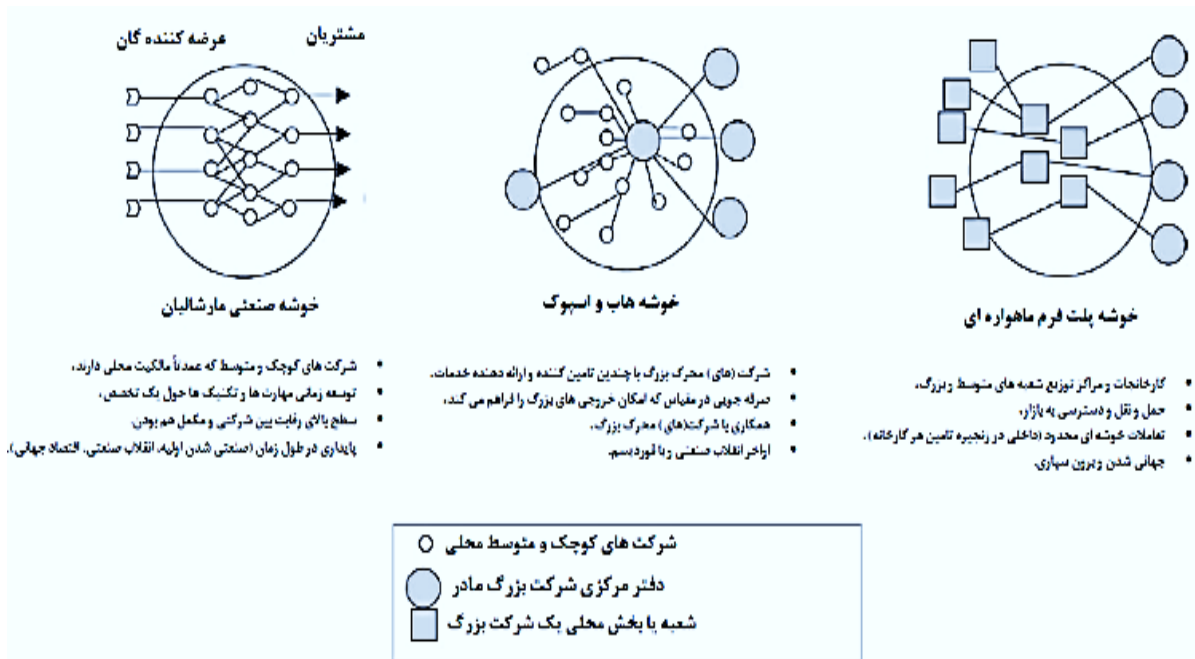 عرضه کننده گان
مشتریان
خوشه صنعتی مارشالیان
شرکت های کوچک و متوسط که عمدتاً مالکیت محلی دارند،
توسعه زمانی مهارت ها و تکنیک ها حول یک تخصص،
سطح بالای رقابت بین شرکتی و مکمل هم بودن.
پایداری در طول زمان (صنعتی شدن اولیه، انقلاب صنعتی، اقتصاد جهانی).
خوشه هاب و اسپوک
شرکت (های) محرک بزرگ با چندین تامین کننده و ارائه دهنده خدمات.
صرفه جویی در مقیاس که امکان خروجی های بزرگ را فراهم می کند،
همکاری با شرکت(های) محرک بزرگ.
اواخر انقلاب صنعتی و با فوردیسم.
خوشه پلت فرم ماهواره ای
کارخانجات و مراکز توزیع شعبه های متوسط و بزرگ،
حمل و نقل و دسترسی به بازار،
تعاملات خوشه ای محدود (داخلی در زنجیره تامین هر کارخانه).
جهانی شدن و برون سپاری.
شرکت های کوچک و متوسط محلی
دفتر مرکزی شرکت بزرگ مادر
شعبه یا بخش محلی یک شرکت بزرگ